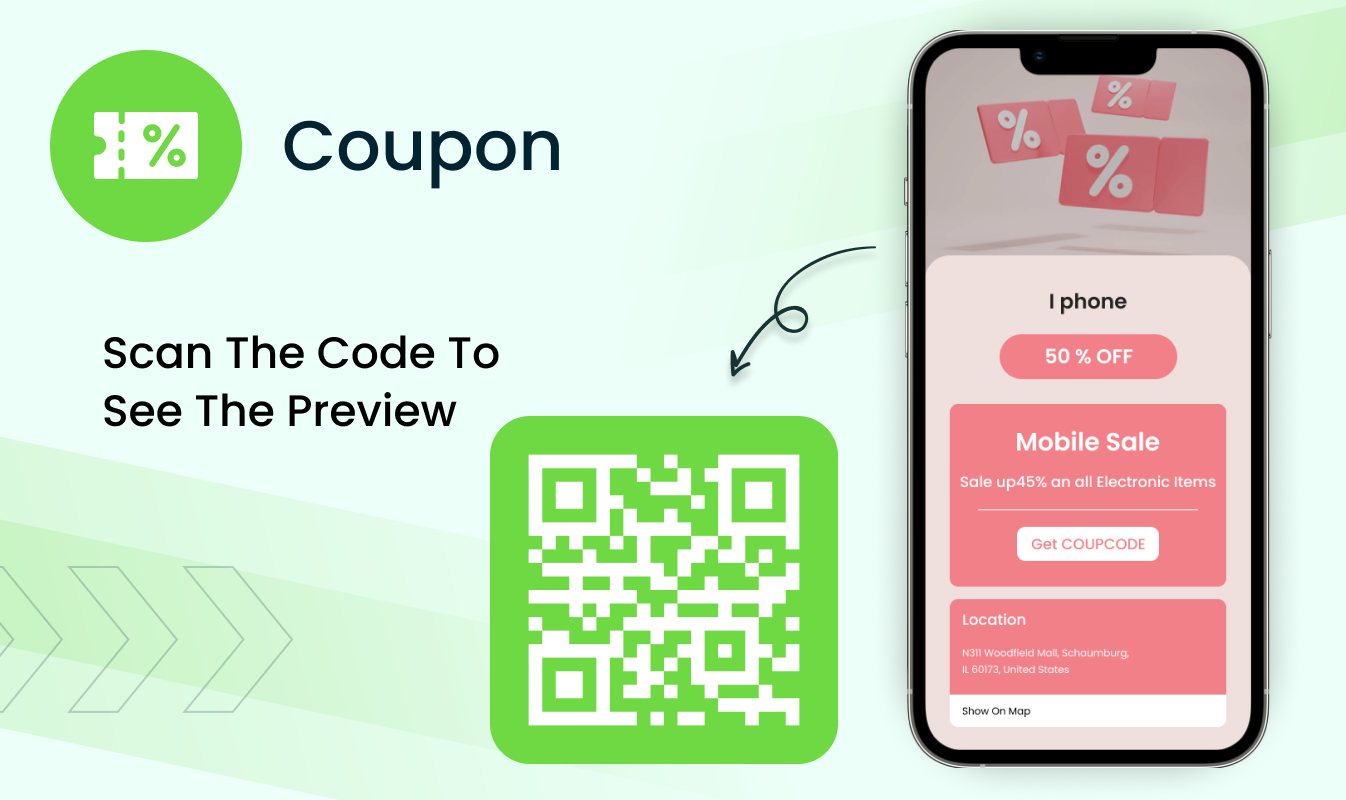 Coupon
Scan The Code To
See The Preview
I phone
50 % OFF
Mobile Sale
Sale up45% an all Electronic Items
Get COUPCODE
Location
N311 Woodfield Mall, Schaumburg,
IL 60173, United States
Show On Map